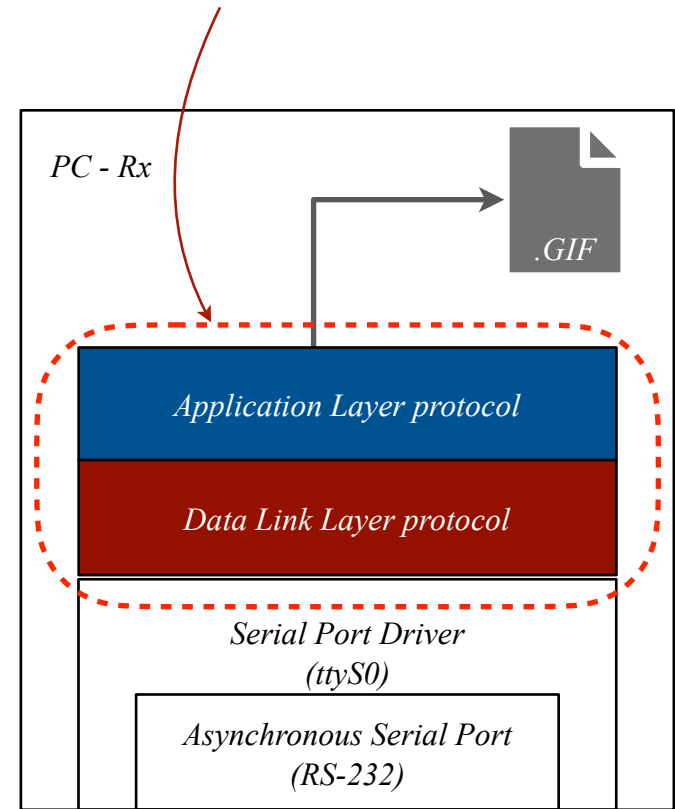 PC - Rx
.GIF
Application Layer protocol
Data Link Layer protocol
Serial Port Driver
(ttyS0)
Asynchronous Serial Port
(RS-232)